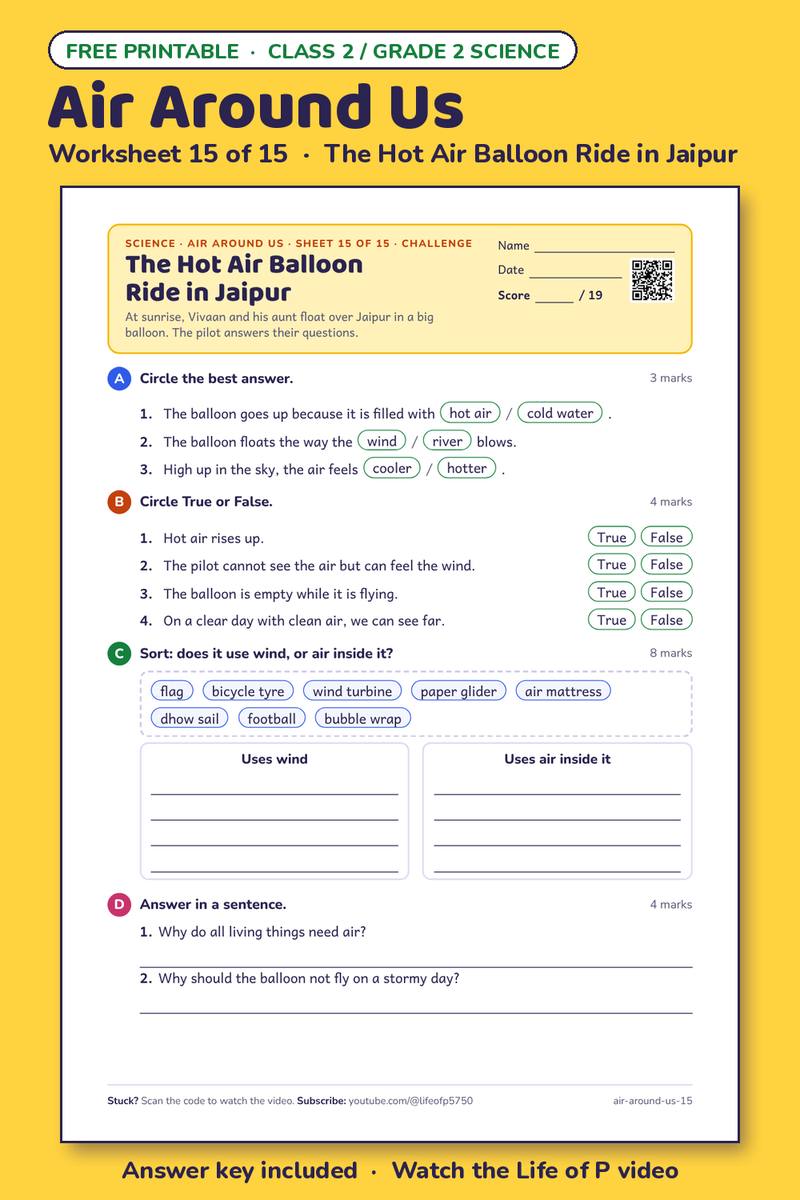 FREE PRINTABLE · CLASS 2 / GRADE 2 SCIENCE
Air Around Us
Worksheet 15 of 15 · The Hot Air Balloon Ride in Jaipur
SCIENCE · AIR AROUND US · SHEET 15 OF 15 · CHALLENGE
The Hot Air Balloon
Ride in Jaipur
At sunrise, Vivaan and his aunt float over Jaipur in a big
balloon. The pilot answers their questions.
Name
Date
Score / 19
A Circle the best answer. 3 marks
1. The balloon goes up because it is filled with hot air / cold water .
2. The balloon floats the way the wind / river blows.
3. High up in the sky, the air feels cooler / hotter .
B Circle True or False. 4 marks
1. Hot air rises up. True False
2. The pilot cannot see the air but can feel the wind. True False
3. The balloon is empty while it is flying. True False
4. On a clear day with clean air, we can see far. True False
C Sort: does it use wind, or air inside it? 8 marks
flag bicycle tyre wind turbine paper glider air mattress
dhow sail football bubble wrap
Uses wind Uses air inside it
D Answer in a sentence. 4 marks
1. Why do all living things need air?
2. Why should the balloon not fly on a stormy day?
Stuck? Scan the code to watch the video. Subscribe: youtube.com/@lifeofp5750 air-around-us-15
Answer key included · Watch the Life of P video